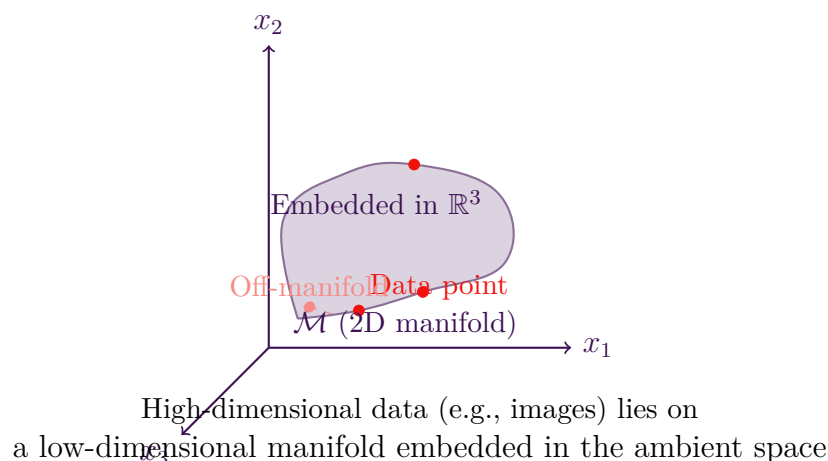 x₂
Embedded in ℝ³
Off-manifold
Data point
ℳ (2D manifold)
x₁
High-dimensional data (e.g., images) lies on
a low-dimensional manifold embedded in the ambient space